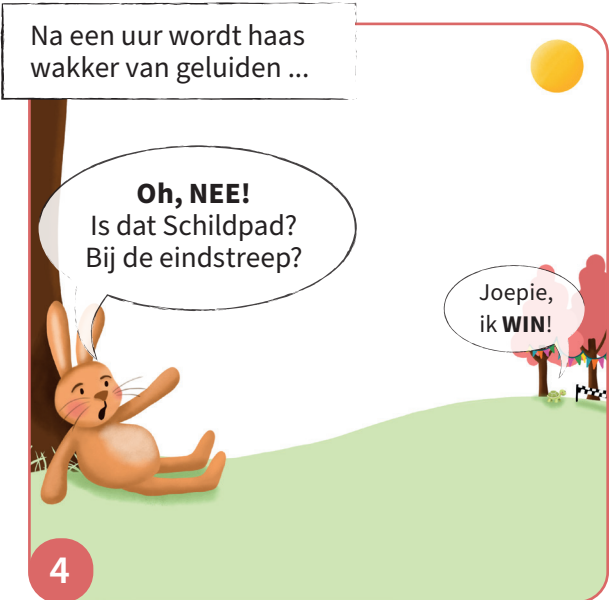 Na een uur wordt haas
wakker van geluiden ...
Oh, NEE!
Is dat Schildpad?
Bij de eindstreep?
Joepie,
ik WIN!
4